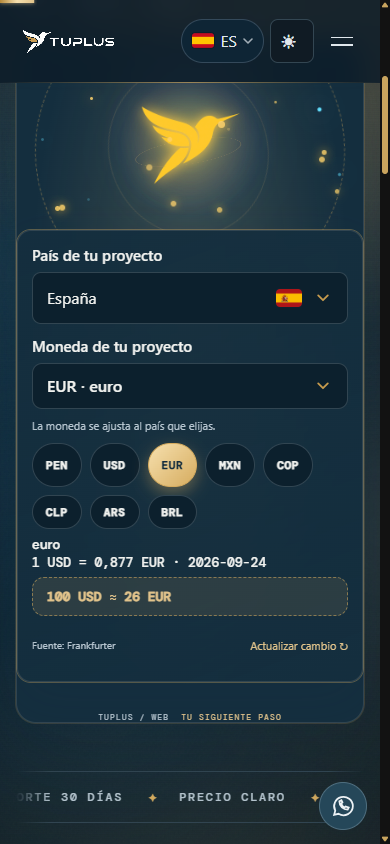 TUPLUS
ES
País de tu proyecto
España
Moneda de tu proyecto
EUR · euro
La moneda se ajusta al país que elijas.
PEN USD EUR MXN COP
CLP ARS BRL
euro
1 USD = 0,877 EUR · 2026-09-24
100 USD ≈ 26 EUR
Fuente: Frankfurter Actualizar cambio ↻
TUPLUS / WEB TU SIGUIENTE PASO
ORTE 30 DÍAS ✦ PRECIO CLARO ✦